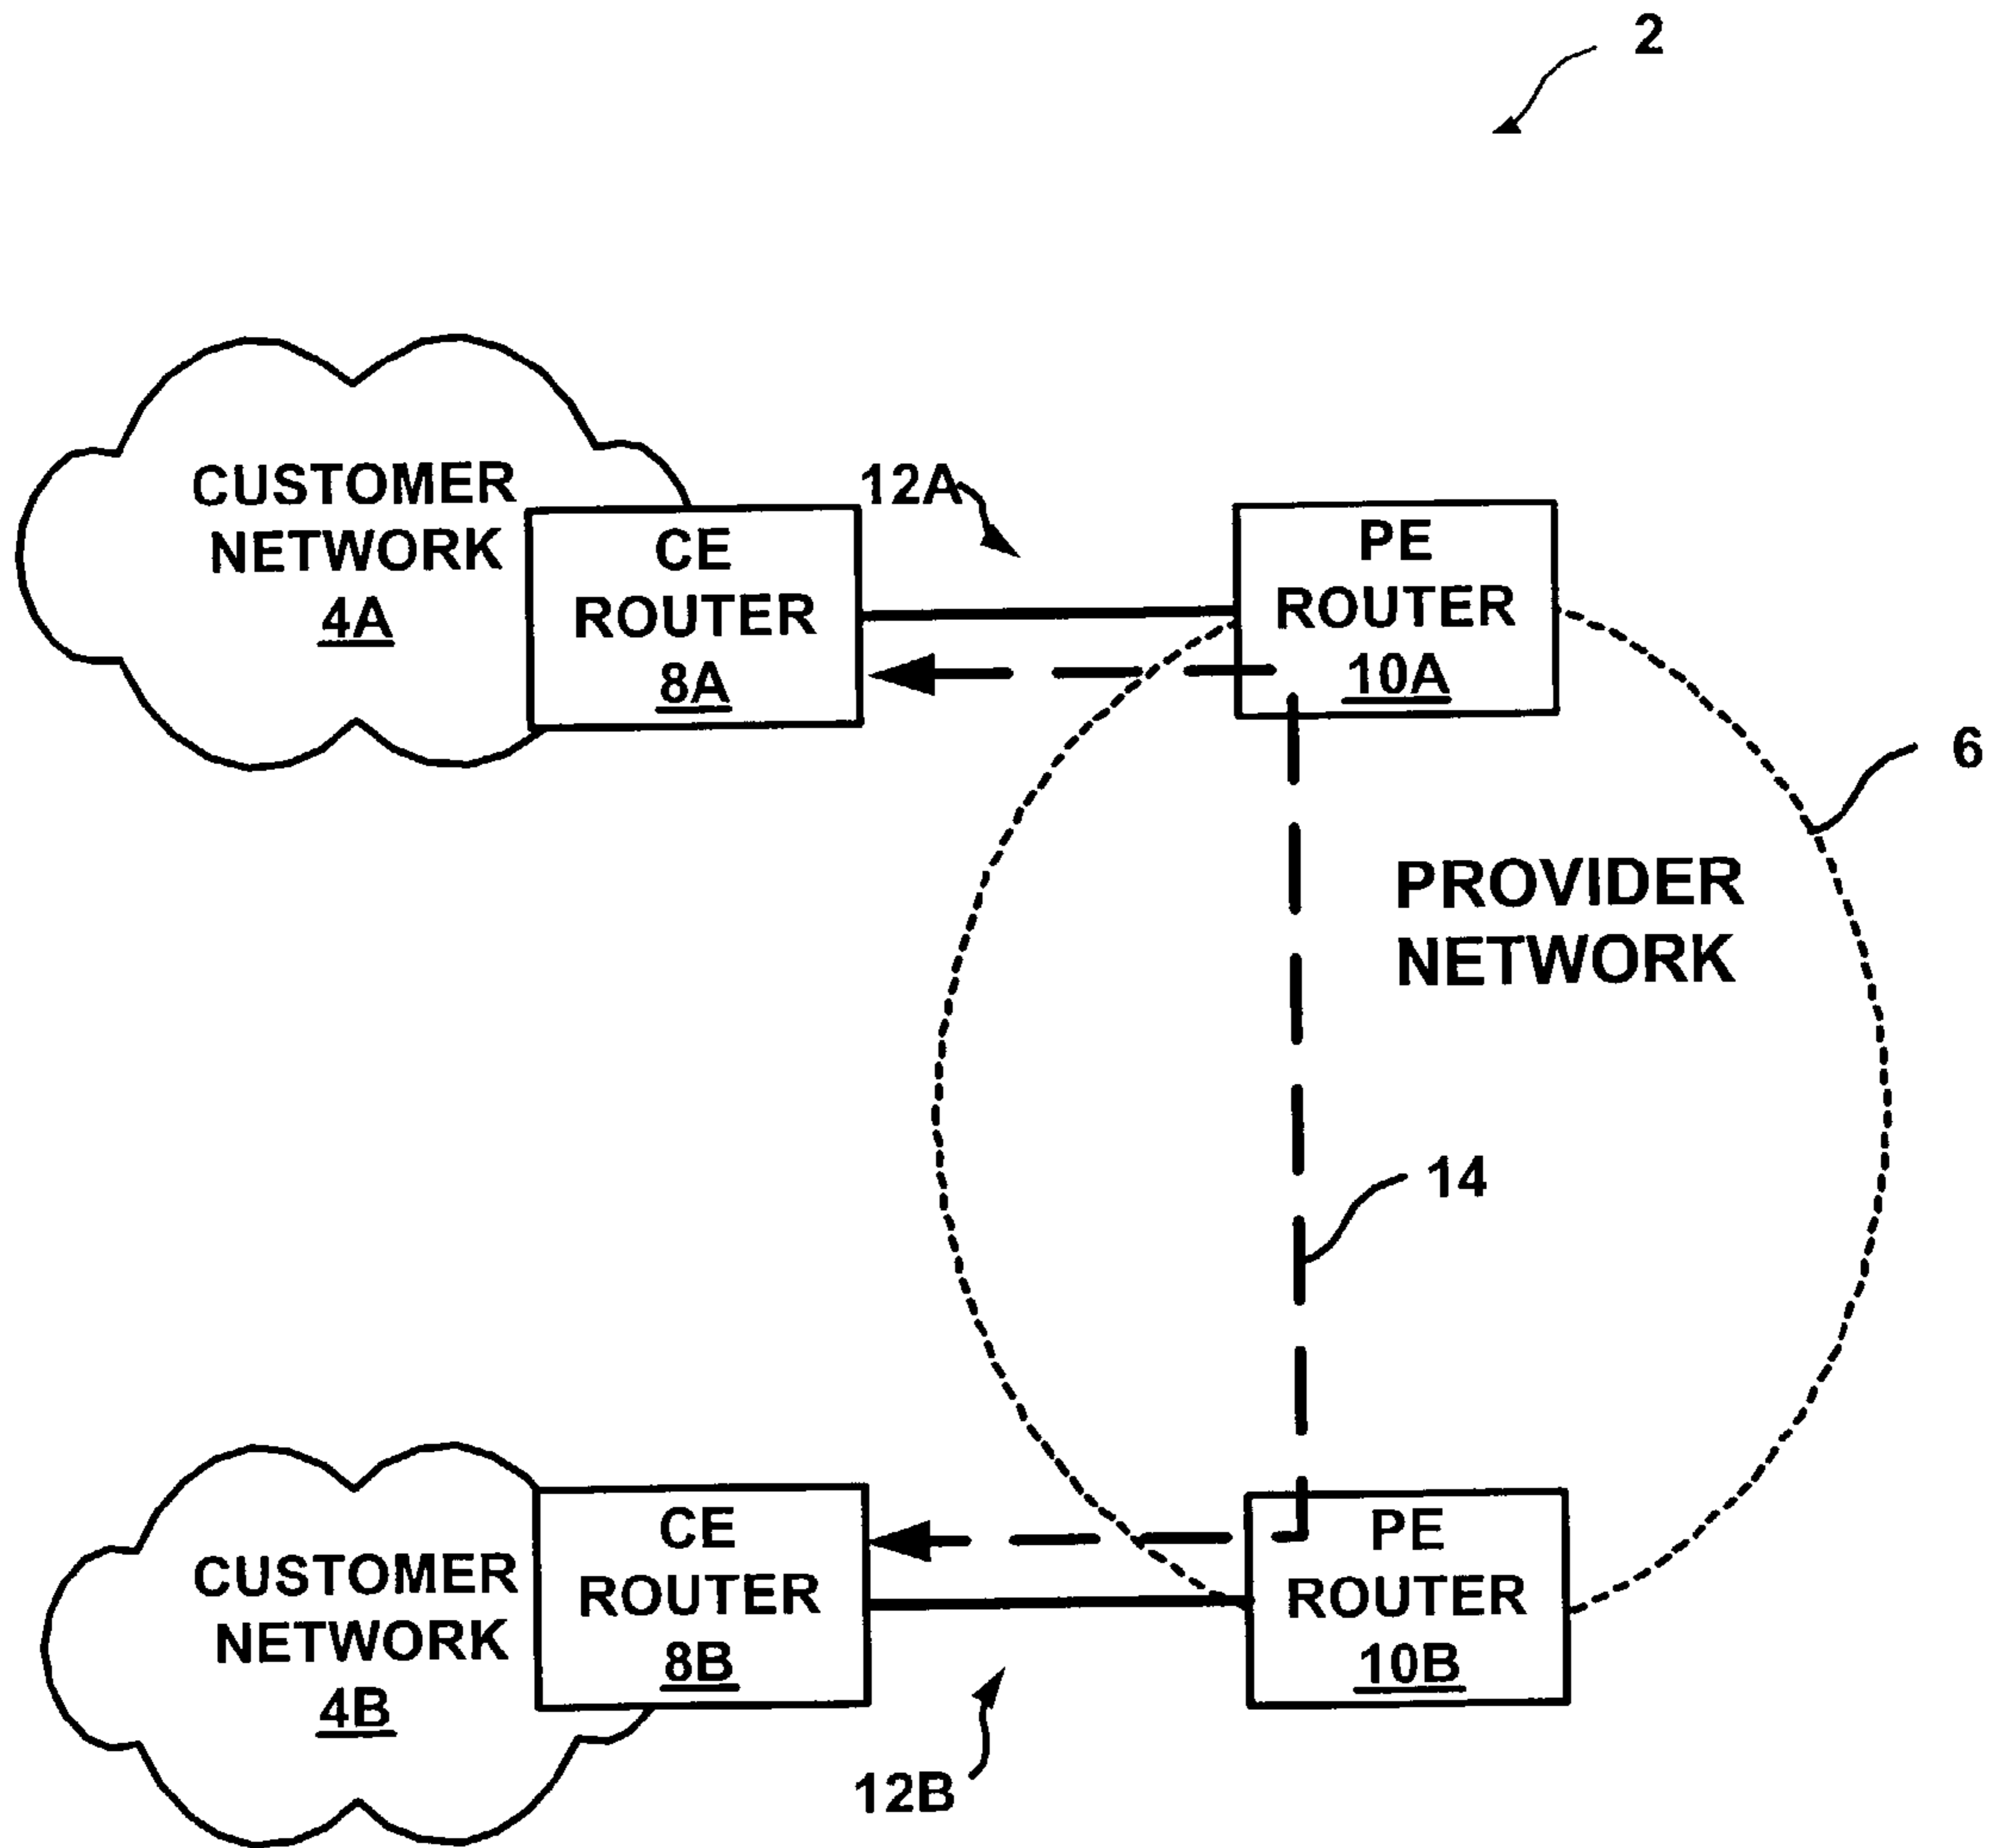 2
CUSTOMER
NETWORK
4A
CE
ROUTER
8A
12A
PE
ROUTER
10A
6
PROVIDER
NETWORK
14
CUSTOMER
NETWORK
4B
CE
ROUTER
8B
12B
PE
ROUTER
10B